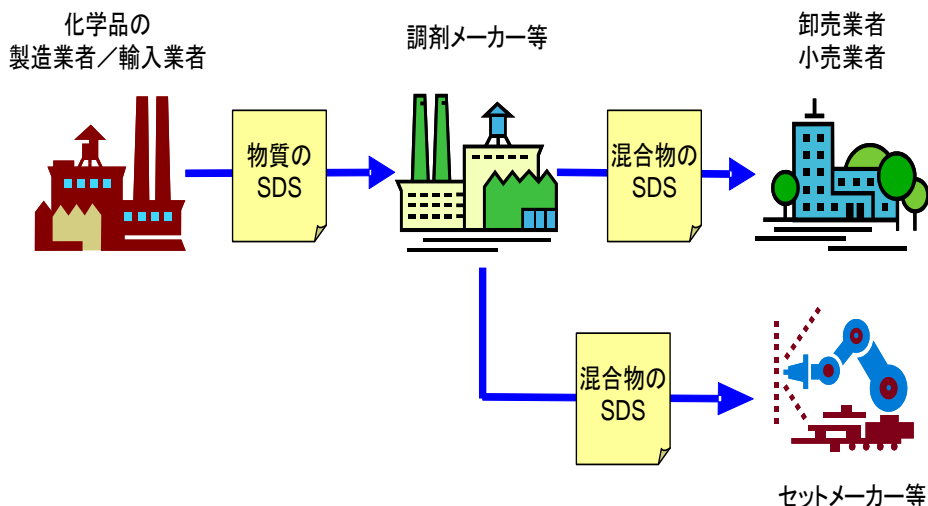 化学品の
製造業者／輸入業者
調剤メーカー等
卸売業者
小売業者
物質の
SDS
混合物の
SDS
混合物の
SDS
セットメーカー等